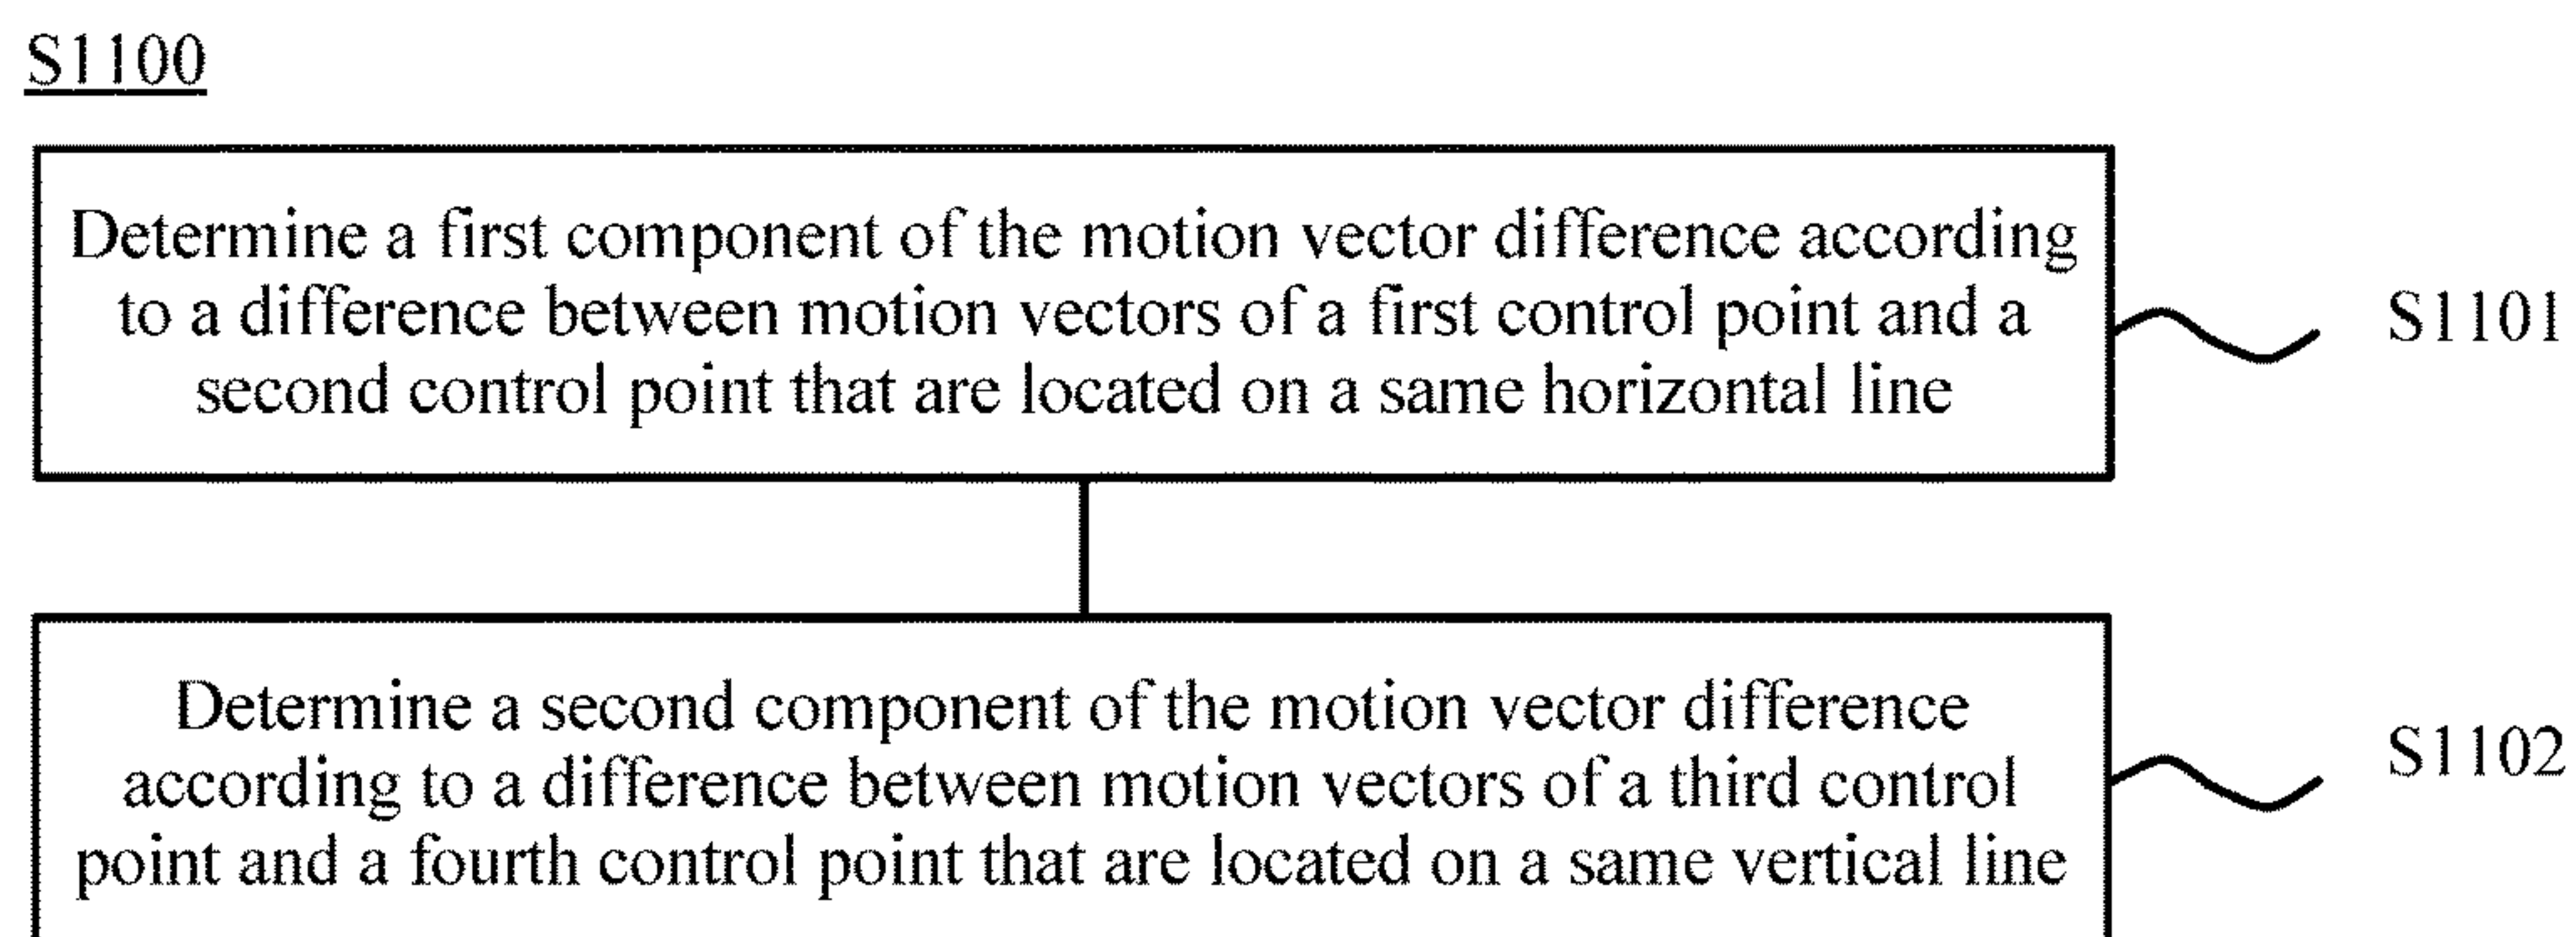 S1100
Determine a first component of the motion vector difference according
to a difference between motion vectors of a first control point and a
second control point that are located on a same horizontal line
S1101
Determine a second component of the motion vector difference
according to a difference between motion vectors of a third control
point and a fourth control point that are located on a same vertical line
S1102